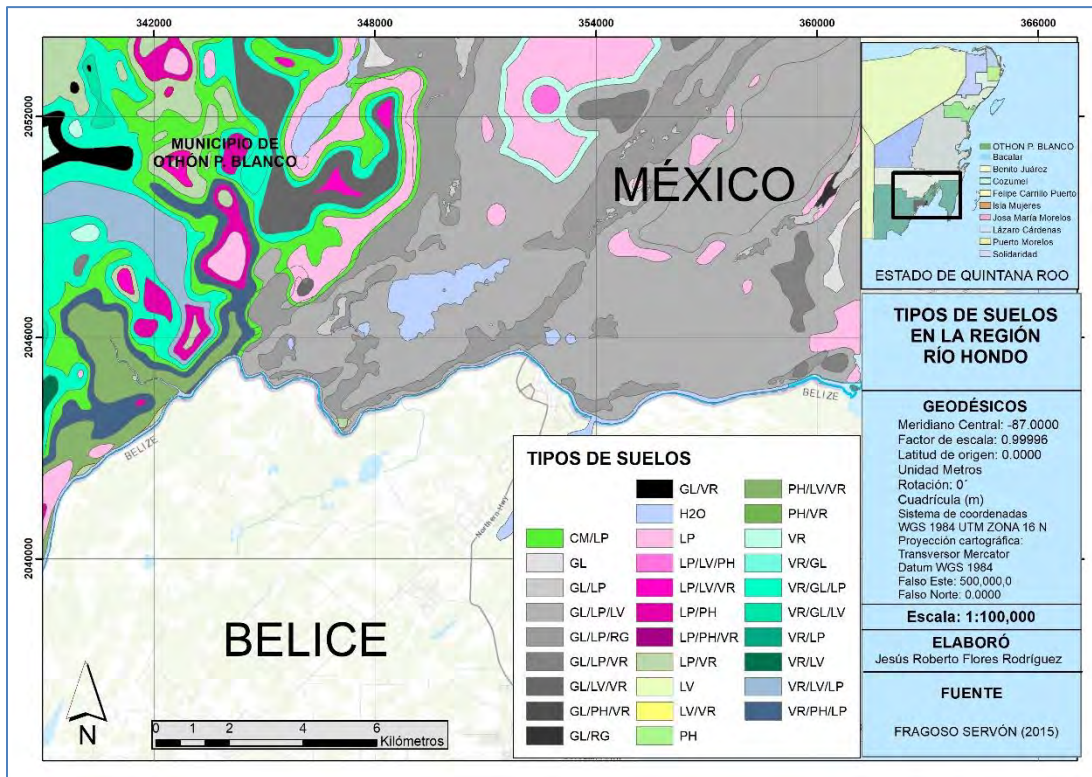 342000
348000
354000
360000
366000
2052000
2046000
2040000
MUNICIPIO DE
OTHÓN P. BLANCO
MÉXICO
BELICE
BELIZE
BELIZE
Northern Hwy
N
0 1 2 4 6
Kilómetros
TIPOS DE SUELOS
CM/LP
GL
GL/LP
GL/LP/LV
GL/LP/RG
GL/LP/VR
GL/LV/VR
GL/PH/VR
GL/RG
GL/VR
H2O
LP
LP/LV/PH
LP/LV/VR
LP/PH
LP/PH/VR
LP/VR
LV
LV/VR
PH
PH/LV/VR
PH/VR
VR
VR/GL
VR/GL/LP
VR/GL/LV
VR/LP
VR/LV
VR/LV/LP
VR/PH/LP
OTHON P. BLANCO
Bacalar
Benito Juárez
Cozumel
Felipe Carrillo Puerto
Isla Mujeres
Josa María Morelos
Lázaro Cárdenas
Puerto Morelos
Solidaridad
ESTADO DE QUINTANA ROO
TIPOS DE SUELOS
EN LA REGIÓN
RÍO HONDO
GEODÉSICOS
Meridiano Central: -87.0000
Factor de escala: 0.99996
Latitud de origen: 0.0000
Unidad Metros
Rotación: 0´
Cuadrícula (m)
Sistema de coordenadas
WGS 1984 UTM ZONA 16 N
Proyección cartográfica:
Transversor Mercator
Datum WGS 1984
Falso Este: 500,000,0
Falso Norte: 0.0000
Escala: 1:100,000
ELABORÓ
Jesús Roberto Flores Rodríguez
FUENTE
FRAGOSO SERVÓN (2015)